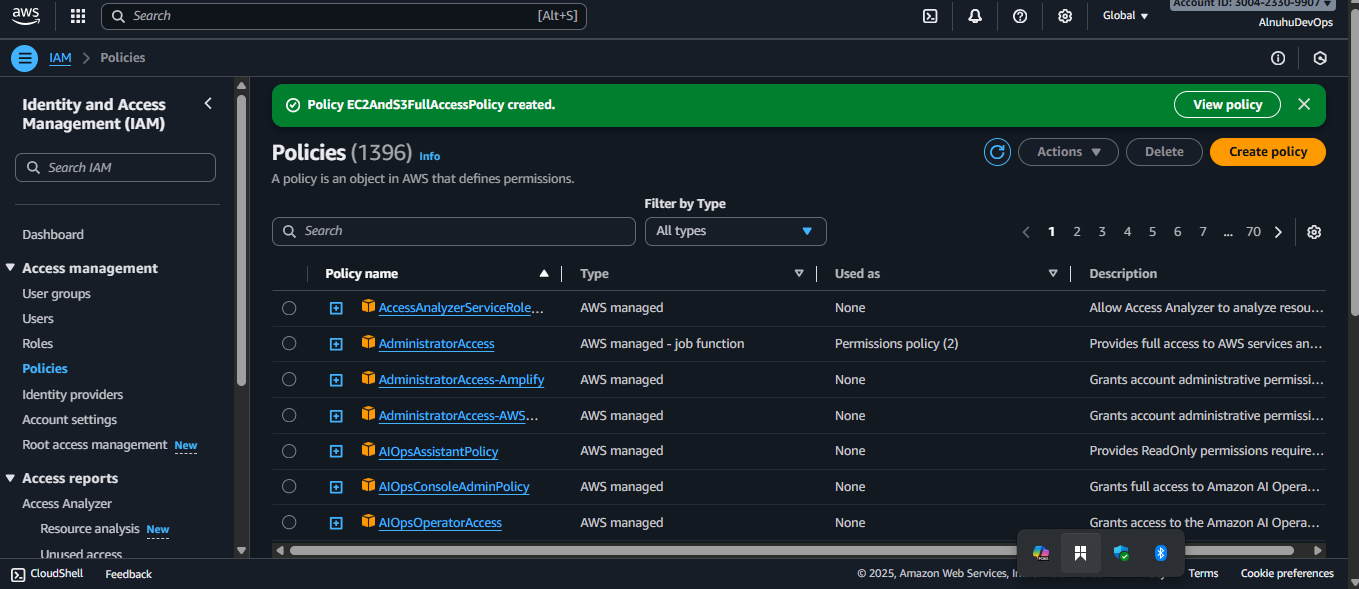 aws
Search [Alt+S]
Global
Account ID: 3004-2330-9907
AlnuhuDevOps
IAM > Policies
Identity and Access Management (IAM)
Search IAM
Dashboard
Access management
User groups
Users
Roles
Policies
Identity providers
Account settings
Root access management New
Access reports
Access Analyzer
Resource analysis New
Unused access
Policy EC2AndS3FullAccessPolicy created.
View policy
Policies (1396) Info
Actions
Delete
Create policy
A policy is an object in AWS that defines permissions.
Filter by Type
Search
All types
1 2 3 4 5 6 7 ... 70
Policy name Type Used as Description
AccessAnalyzerServiceRole... AWS managed None Allow Access Analyzer to analyze resou...
AdministratorAccess AWS managed - job function Permissions policy (2) Provides full access to AWS services an...
AdministratorAccess-Amplify AWS managed None Grants account administrative permissi...
AdministratorAccess-AWS... AWS managed None Grants account administrative permissi...
AIOpsAssistantPolicy AWS managed None Provides ReadOnly permissions require...
AIOpsConsoleAdminPolicy AWS managed None Grants full access to Amazon AI Opera...
AIOpsOperatorAccess AWS managed None Grants access to the Amazon AI Opera...
CloudShell Feedback
© 2025, Amazon Web Services, Terms Cookie preferences